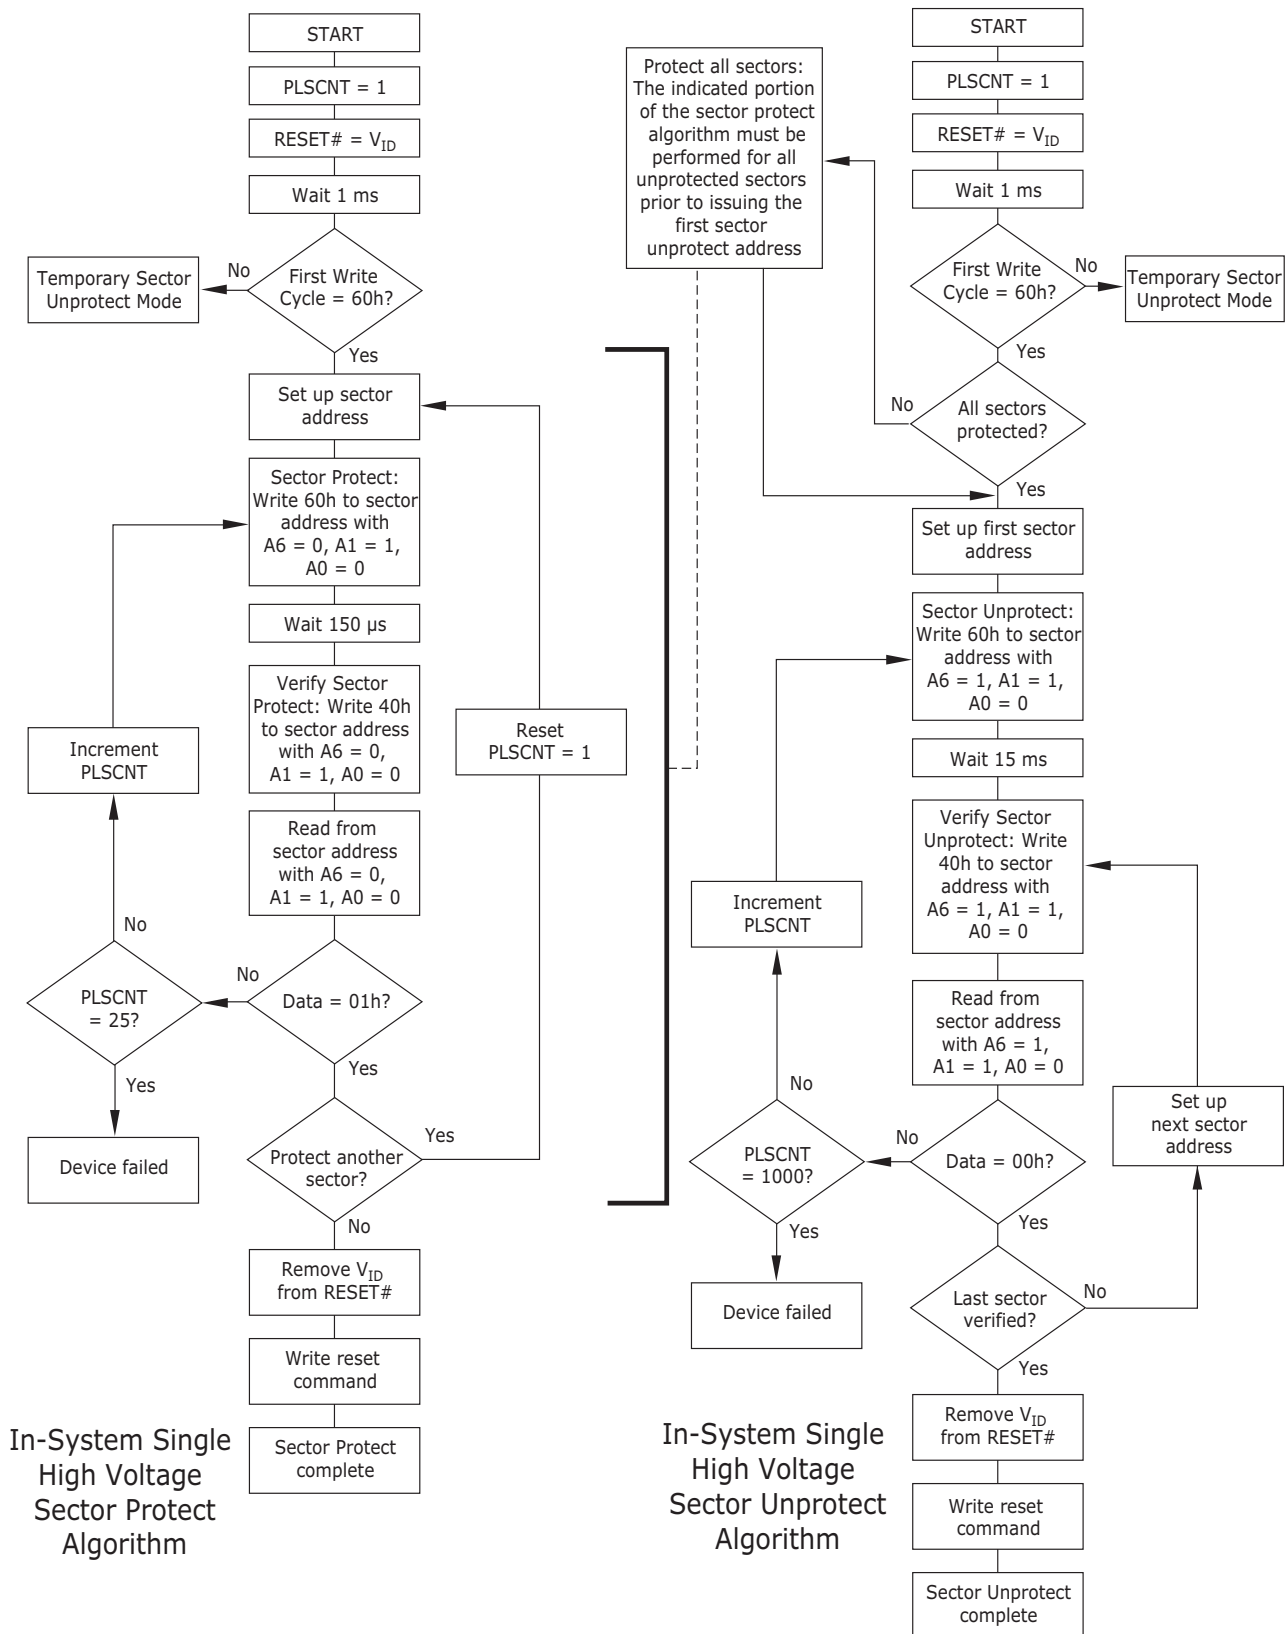 START
PLSCNT = 1
RESET# = VID
Wait 1 ms
First Write
Cycle = 60h?
No
Temporary Sector
Unprotect Mode
Yes
Set up sector
address
Sector Protect:
Write 60h to sector
address with
A6 = 0, A1 = 1,
A0 = 0
Wait 150 µs
Verify Sector
Protect: Write 40h
to sector address
with A6 = 0,
A1 = 1, A0 = 0
Reset
PLSCNT = 1
Increment
PLSCNT
Read from
sector address
with A6 = 0,
A1 = 1, A0 = 0
No
No
PLSCNT
= 25?
Data = 01h?
Yes
Yes
Device failed
Protect another
sector?
Yes
No
Remove VID
from RESET#
Write reset
command
Sector Protect
complete
In-System Single
High Voltage
Sector Protect
Algorithm
Protect all sectors:
The indicated portion
of the sector protect
algorithm must be
performed for all
unprotected sectors
prior to issuing the
first sector
unprotect address
START
PLSCNT = 1
RESET# = VID
Wait 1 ms
First Write
Cycle = 60h?
No
Temporary Sector
Unprotect Mode
Yes
No
All sectors
protected?
Yes
Set up first sector
address
Sector Unprotect:
Write 60h to sector
address with
A6 = 1, A1 = 1,
A0 = 0
Wait 15 ms
Verify Sector
Unprotect: Write
40h to sector
address with
A6 = 1, A1 = 1,
A0 = 0
Increment
PLSCNT
Read from
sector address
with A6 = 1,
A1 = 1, A0 = 0
No
No
PLSCNT
= 1000?
Data = 00h?
Set up
next sector
address
Yes
Yes
Device failed
Last sector
verified?
No
Yes
Remove VID
from RESET#
Write reset
command
Sector Unprotect
complete
In-System Single
High Voltage
Sector Unprotect
Algorithm